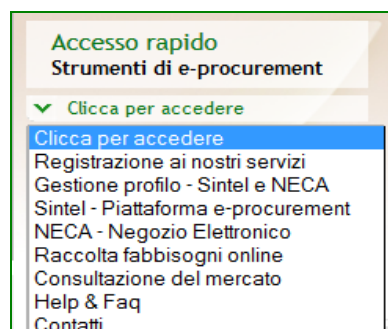 Accesso rapido
Strumenti di e-procurement
Clicca per accedere
Clicca per accedere
Registrazione ai nostri servizi
Gestione profilo - Sintel e NECA
Sintel - Piattaforma e-procurement
NECA - Negozio Elettronico
Raccolta fabbisogni online
Consultazione del mercato
Help & Faq
Contatti